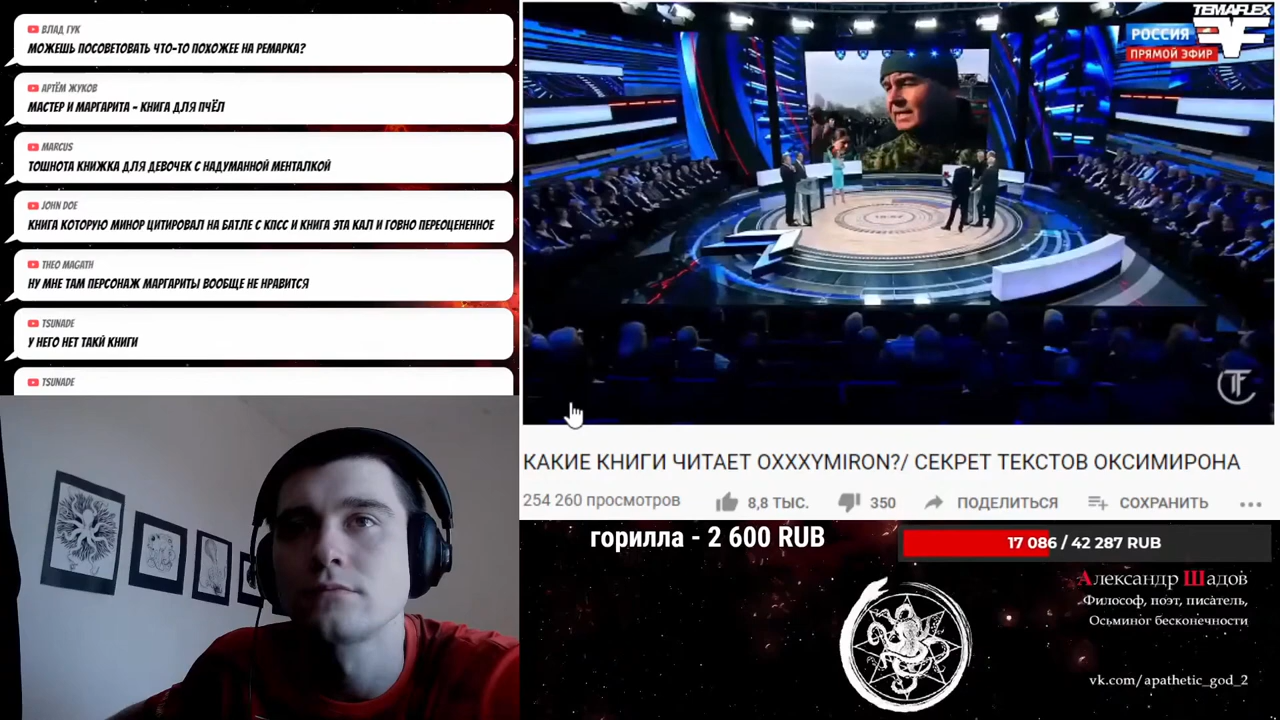 ВЛАД ГУК
МОЖЕШЬ ПОСОВЕТОВАТЬ ЧТО-ТО ПОХОЖЕЕ НА РЕМАРКА?
АРТЁМ ЖУКОВ
МАСТЕР И МАРГАРИТА - КНИГА ДЛЯ ПЧЁЛ
MARCUS
ТОШНОТА КНИЖКА ДЛЯ ДЕВОЧЕК С НАДУМАННОЙ МЕНТАЛКОЙ
JOHN DOE
КНИГА КОТОРУЮ МИНОР ЦИТИРОВАЛ НА БАТЛЕ С КПСС И КНИГА ЭТА КАЛ И ГОВНО ПЕРЕОЦЕНЕННОЕ
THEO MAGATH
НУ МНЕ ТАМ ПЕРСОНАЖ МАРГАРИТЫ ВООБЩЕ НЕ НРАВИТСЯ
TSUNADE
У НЕГО НЕТ ТАКЙ КНИГИ
TSUNADE
TEMAFLEX
РОССИЯ
ПРЯМОЙ ЭФИР
TF
КАКИЕ КНИГИ ЧИТАЕТ OXXXYMIRON?/ СЕКРЕТ ТЕКСТОВ ОКСИМИРОНА
254 260 просмотров
8,8 ТЫС.
350
ПОДЕЛИТЬСЯ
СОХРАНИТЬ
горилла - 2 600 RUB
17 086 / 42 287 RUB
Александр Шадов
Философ, поэт, писатель,
Осьминог бесконечности
vk.com/apathetic_god_2